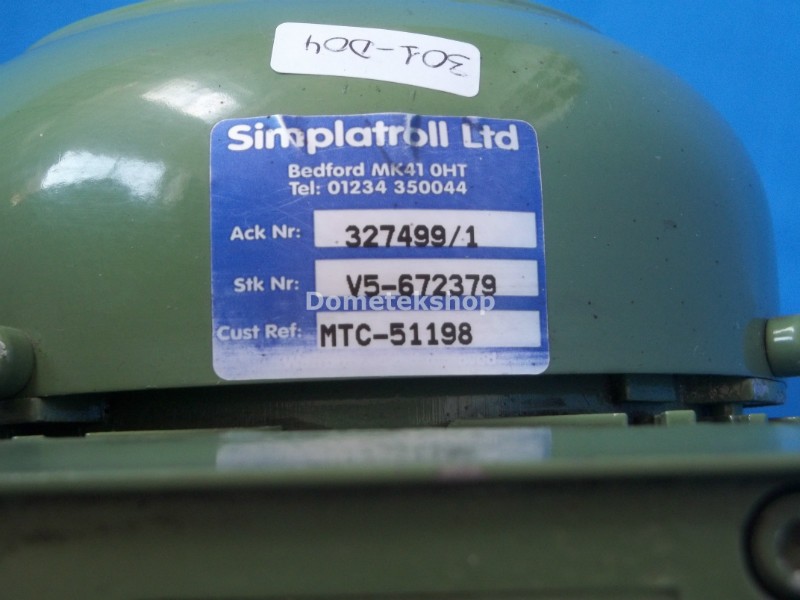 301-D04
Simplatroll Ltd
Bedford MK41 0HT
Tel: 01234 350044
Ack Nr: 327499/1
Stk Nr: V5-672379
Dometekshop
Cust Ref: MTC-51198